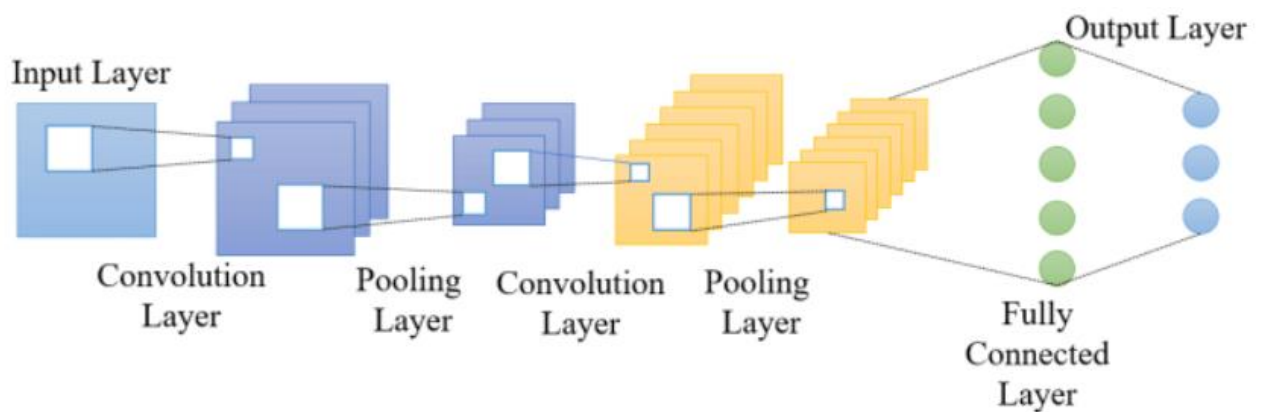 Output Layer
Input Layer
Convolution
Layer
Pooling
Layer
Convolution
Layer
Pooling
Layer
Fully
Connected
Layer